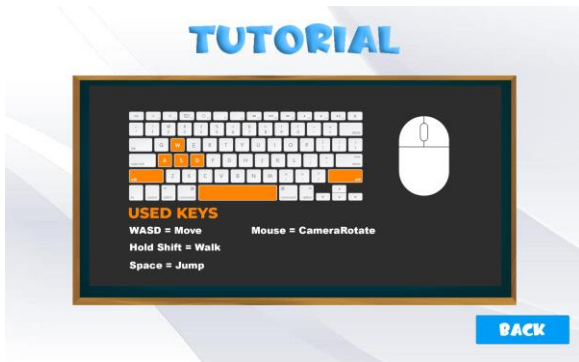 TUTORIAL
USED KEYS
WASD = Move
Mouse = CameraRotate
Hold Shift = Walk
Space = Jump
BACK